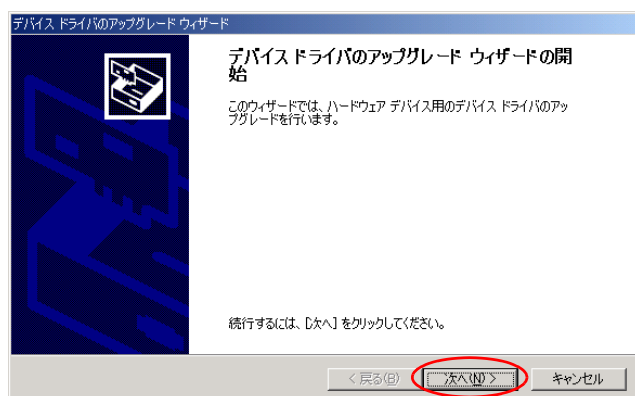 デバイス ドライバのアップグレード ウィザード
デバイス ドライバのアップグレード ウィザードの開
始
このウィザードでは、ハードウェア デバイス用のデバイス ドライバのアッ
プグレードを行います。
続行するには、[次へ] をクリックしてください。
< 戻る(B)
次へ(N) >
キャンセル